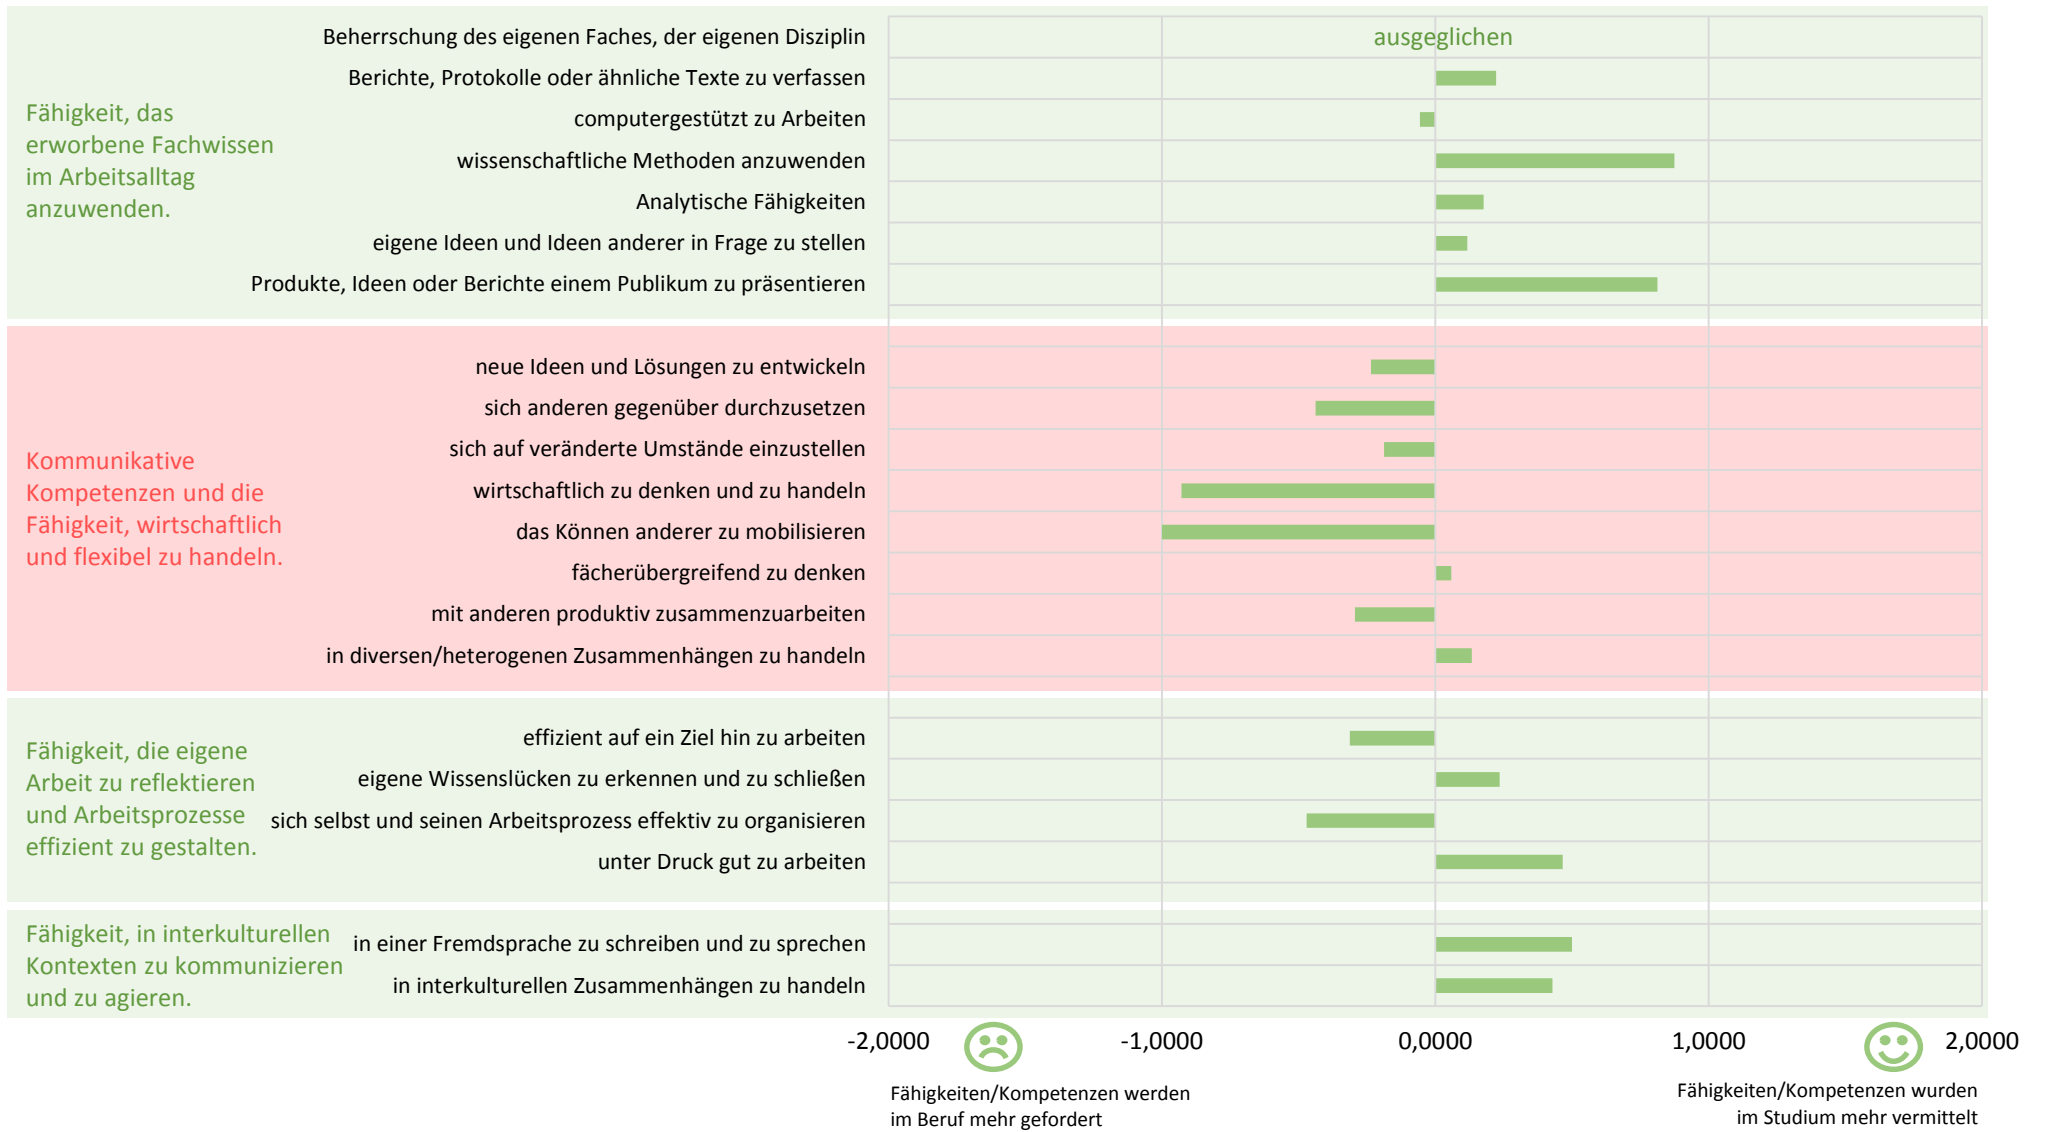 Beherrschung des eigenen Faches, der eigenen Disziplin
ausgeglichen
Berichte, Protokolle oder ähnliche Texte zu verfassen
computergestützt zu Arbeiten
wissenschaftliche Methoden anzuwenden
Analytische Fähigkeiten
eigene Ideen und Ideen anderer in Frage zu stellen
Produkte, Ideen oder Berichte einem Publikum zu präsentieren
Fähigkeit, das
erworbene Fachwissen
im Arbeitsalltag
anzuwenden.
neue Ideen und Lösungen zu entwickeln
sich anderen gegenüber durchzusetzen
sich auf veränderte Umstände einzustellen
wirtschaftlich zu denken und zu handeln
das Können anderer zu mobilisieren
fächerübergreifend zu denken
mit anderen produktiv zusammenzuarbeiten
in diversen/heterogenen Zusammenhängen zu handeln
Kommunikative
Kompetenzen und die
Fähigkeit, wirtschaftlich
und flexibel zu handeln.
effizient auf ein Ziel hin zu arbeiten
eigene Wissenslücken zu erkennen und zu schließen
sich selbst und seinen Arbeitsprozess effektiv zu organisieren
unter Druck gut zu arbeiten
Fähigkeit, die eigene
Arbeit zu reflektieren
und Arbeitsprozesse
effizient zu gestalten.
in einer Fremdsprache zu schreiben und zu sprechen
in interkulturellen Zusammenhängen zu handeln
Fähigkeit, in interkulturellen
Kontexten zu kommunizieren
und zu agieren.
-2,0000 -1,0000 0,0000 1,0000 2,0000
Fähigkeiten/Kompetenzen werden
im Beruf mehr gefordert
Fähigkeiten/Kompetenzen wurden
im Studium mehr vermittelt